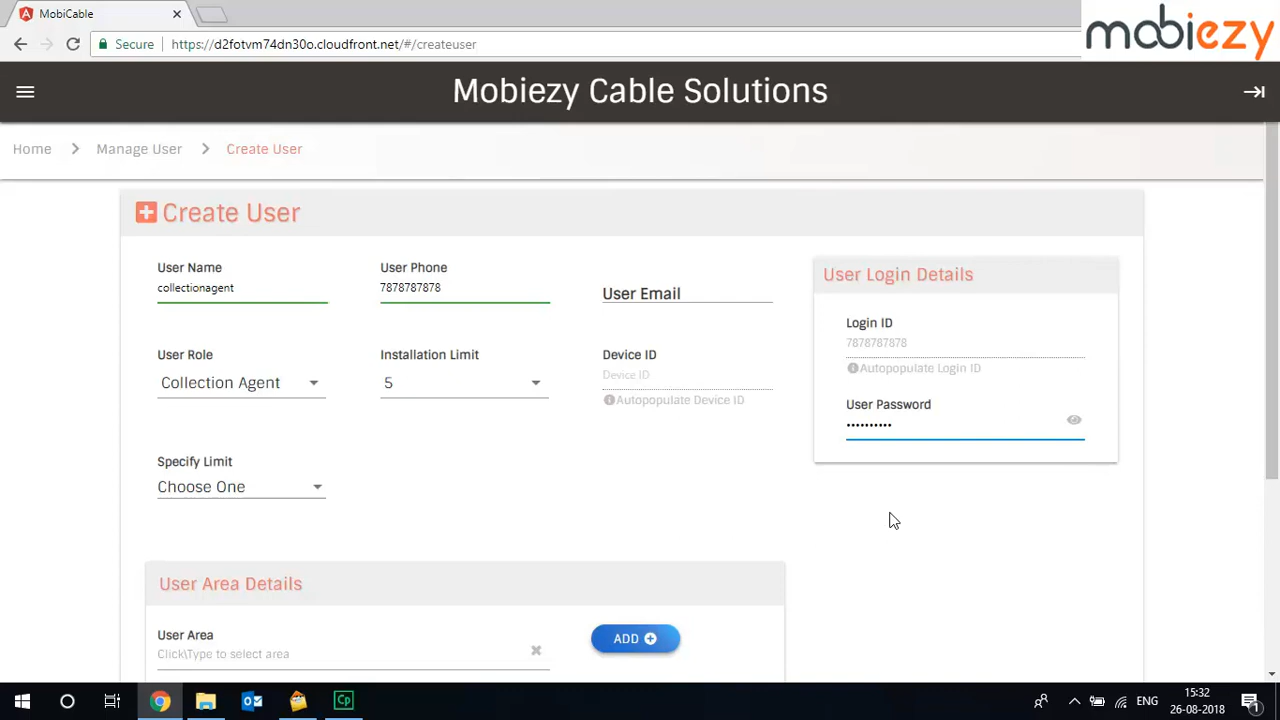 MobiCable
mobiezy
Secure
https://d2fotvm74dn30o.cloudfront.net/#/createuser
Mobiezy Cable Solutions
Home
Manage User
Create User
Create User
User Name
collectionagent
User Phone
7878787878
User Email
User Login Details
Login ID
7878787878
Autopopulate Login ID
User Password
••••••••••
User Role
Collection Agent
Installation Limit
5
Device ID
Device ID
Autopopulate Device ID
Specify Limit
Choose One
User Area Details
User Area
Click\Type to select area
ADD
ENG
15:32
26-08-2018
1